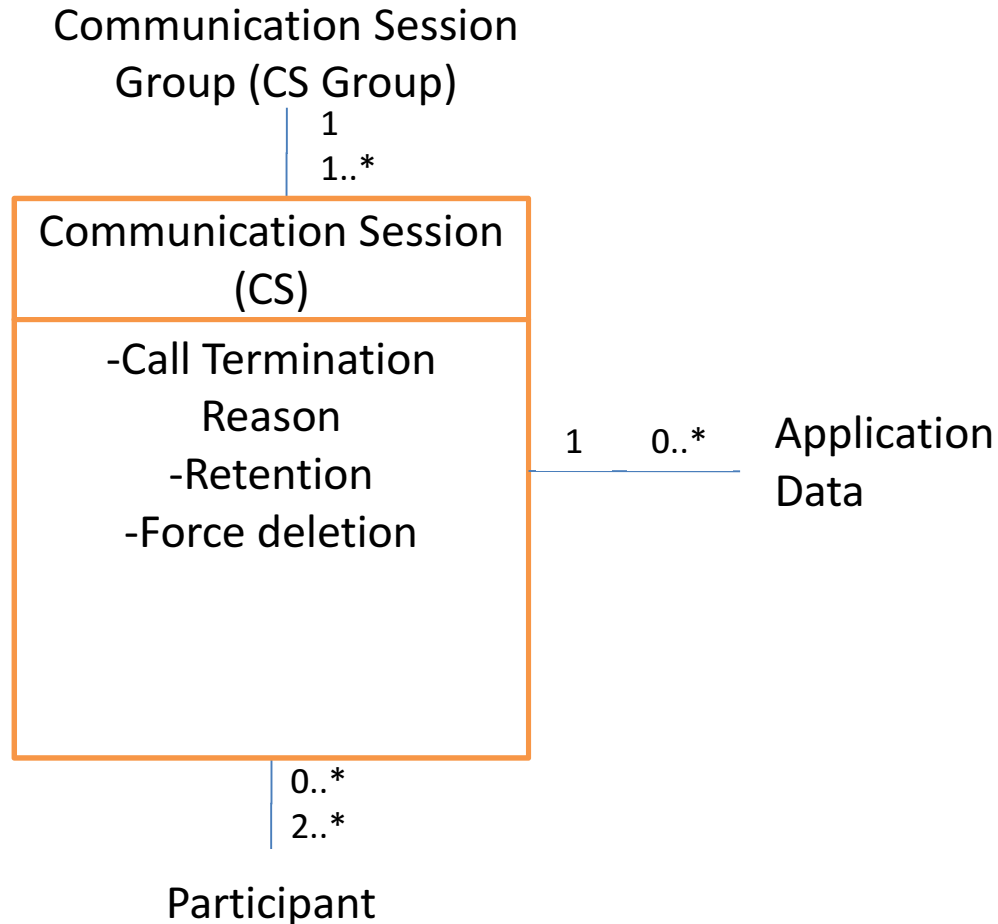 Communication Session
Group (CS Group)
1
1..*
Communication Session
(CS)
-Call Termination
Reason
-Retention
-Force deletion
1
0..*
Application
Data
0..*
2..*
Participant